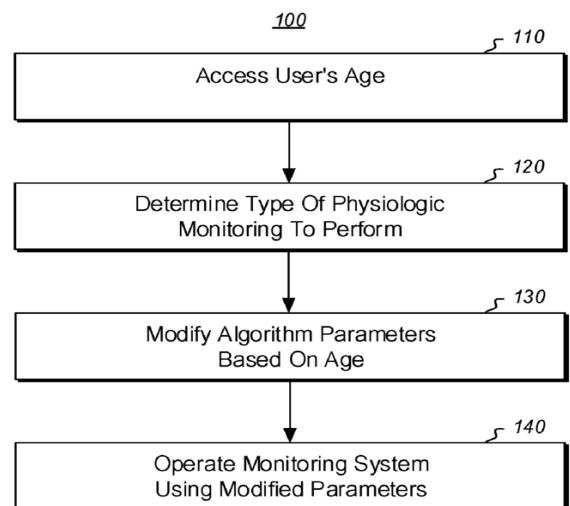 100
110
Access User's Age
120
Determine Type Of Physiologic
Monitoring To Perform
130
Modify Algorithm Parameters
Based On Age
140
Operate Monitoring System
Using Modified Parameters